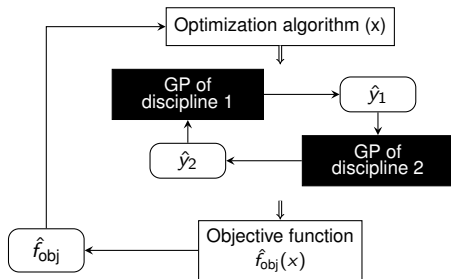 Optimization algorithm (x)
⇓
GP of
discipline 1
ŷ₁
ŷ₂
GP of
discipline 2
⇓
Objective function
f̂obj(x)
f̂obj